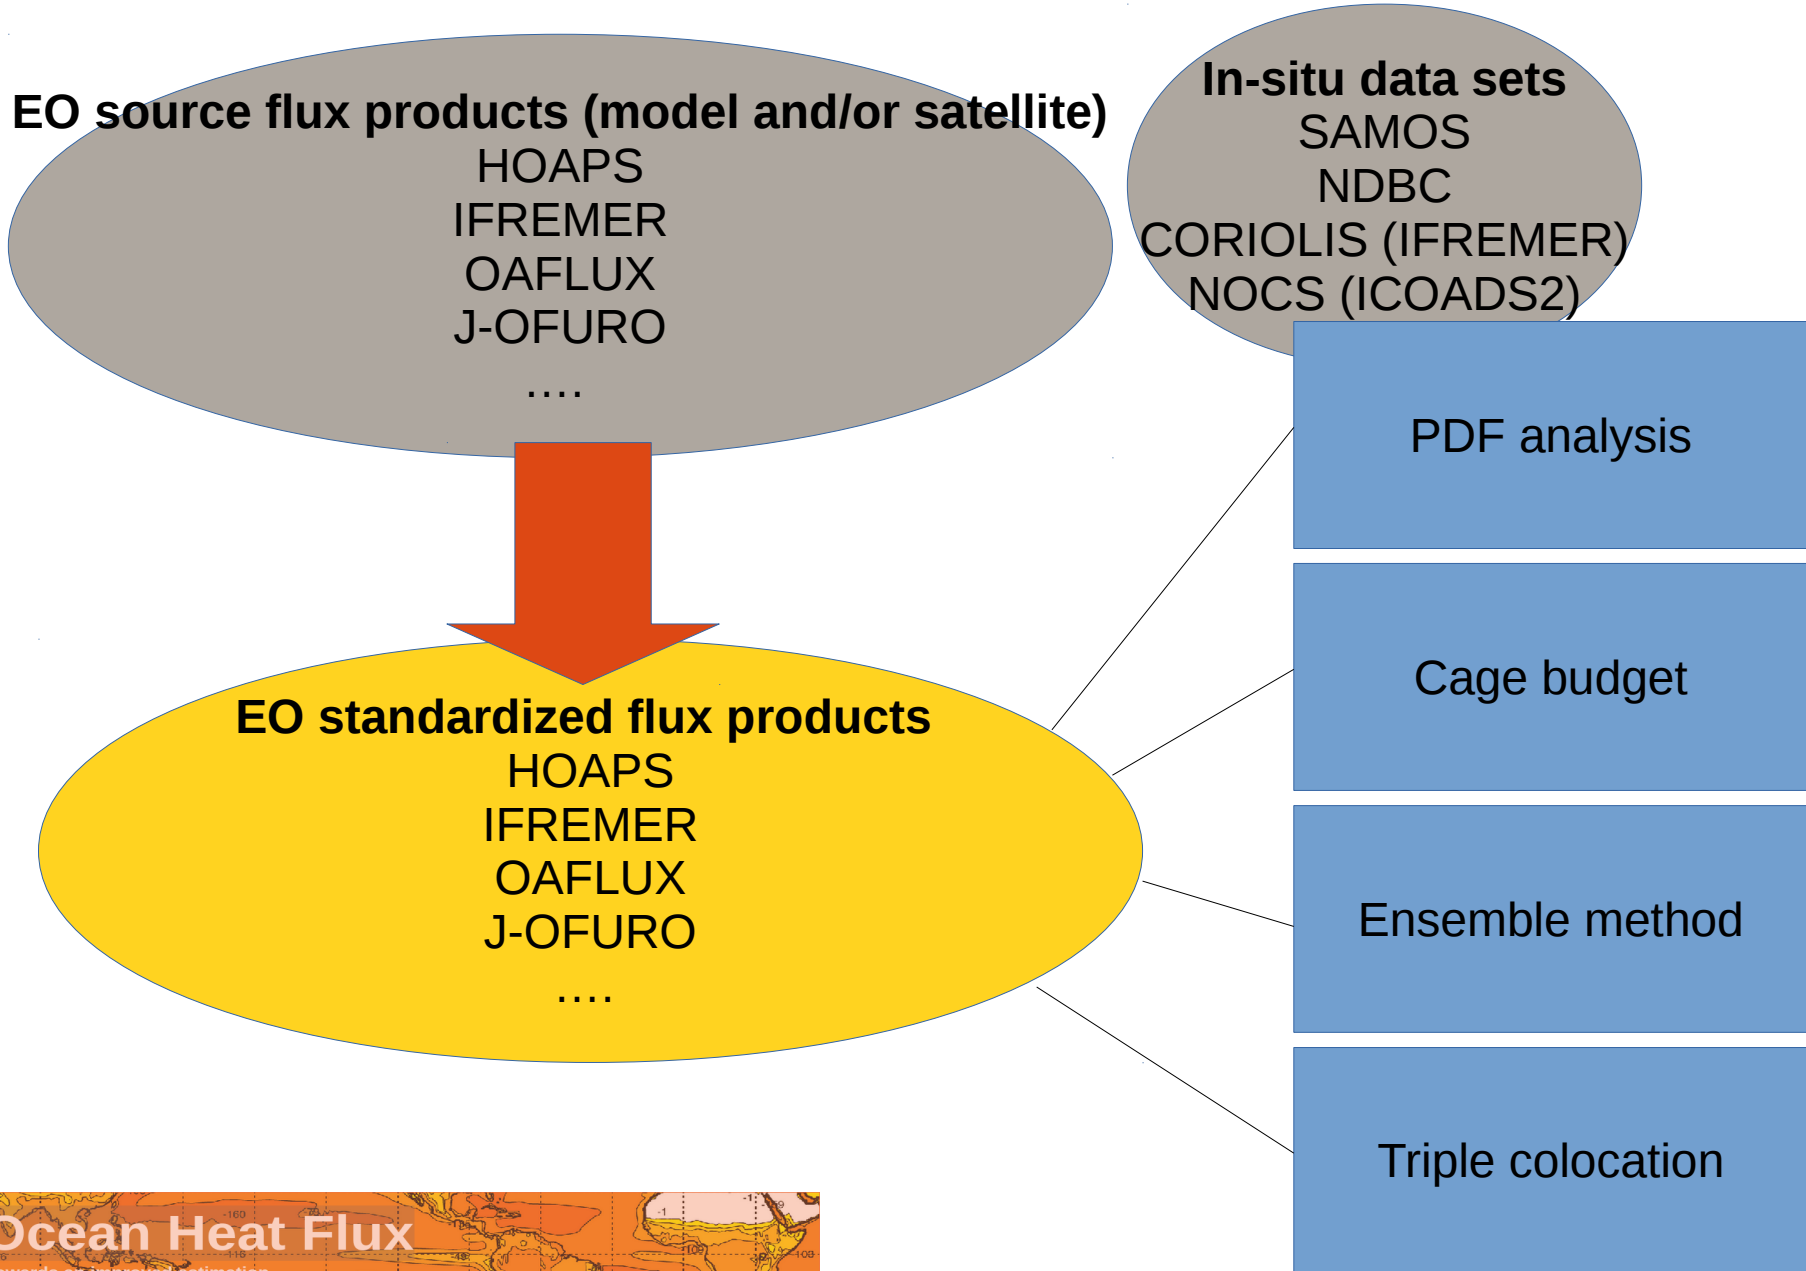 EO source flux products (model and/or satellite)
HOAPS
IFREMER
OAFLUX
J-OFURO
....
In-situ data sets
SAMOS
NDBC
CORIOLIS (IFREMER)
NOCS (ICOADS2)
PDF analysis
Cage budget
Ensemble method
Triple colocation
EO standardized flux products
HOAPS
IFREMER
OAFLUX
J-OFURO
....
Ocean Heat Flux